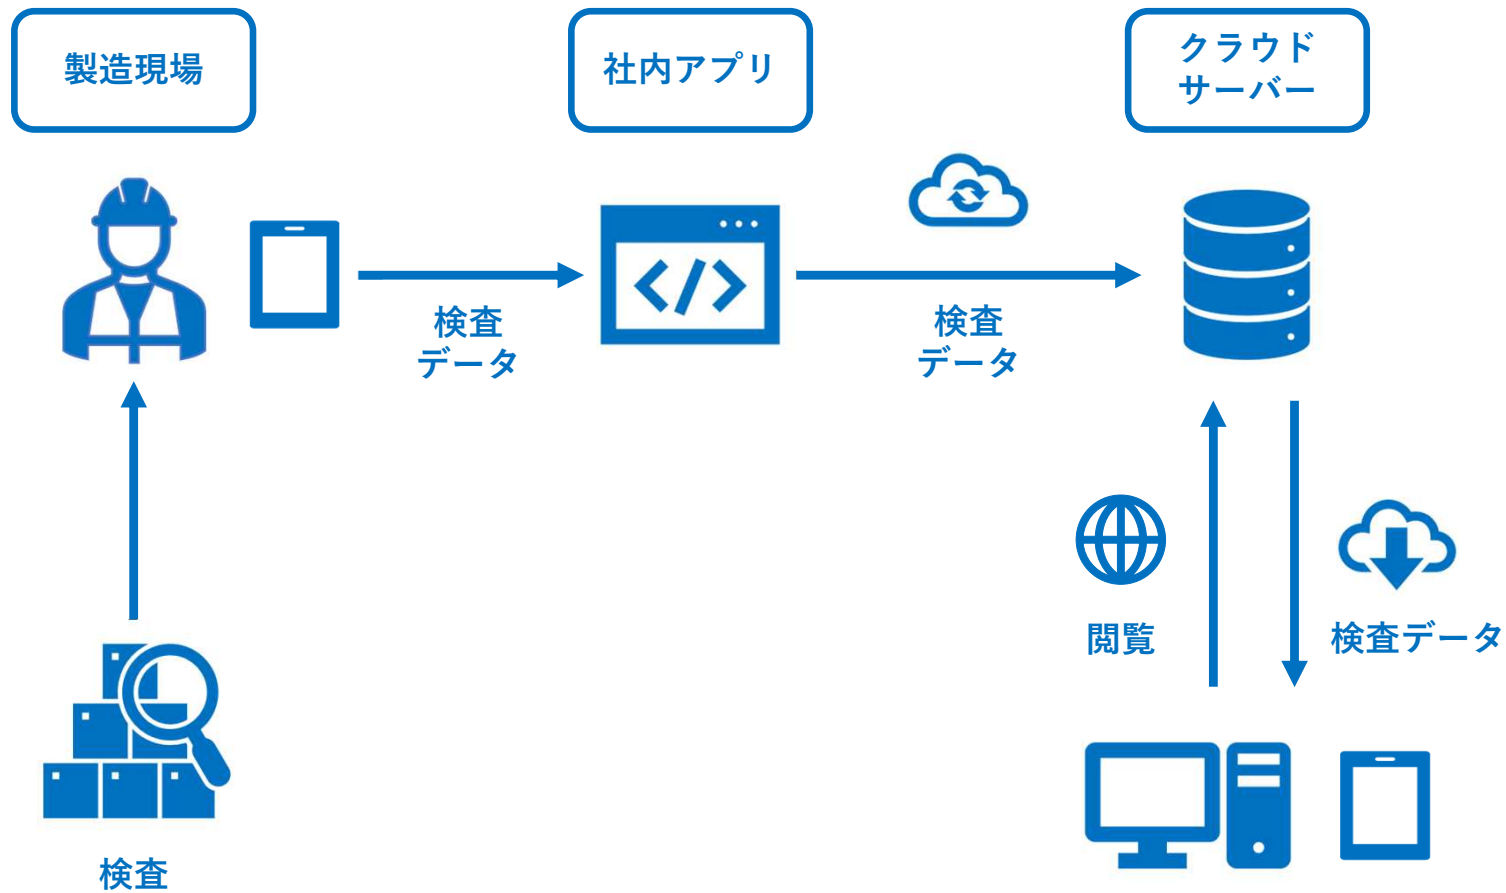 製造現場
社内アプリ
クラウド
サーバー
検査
データ
検査
データ
閲覧
検査データ
検査